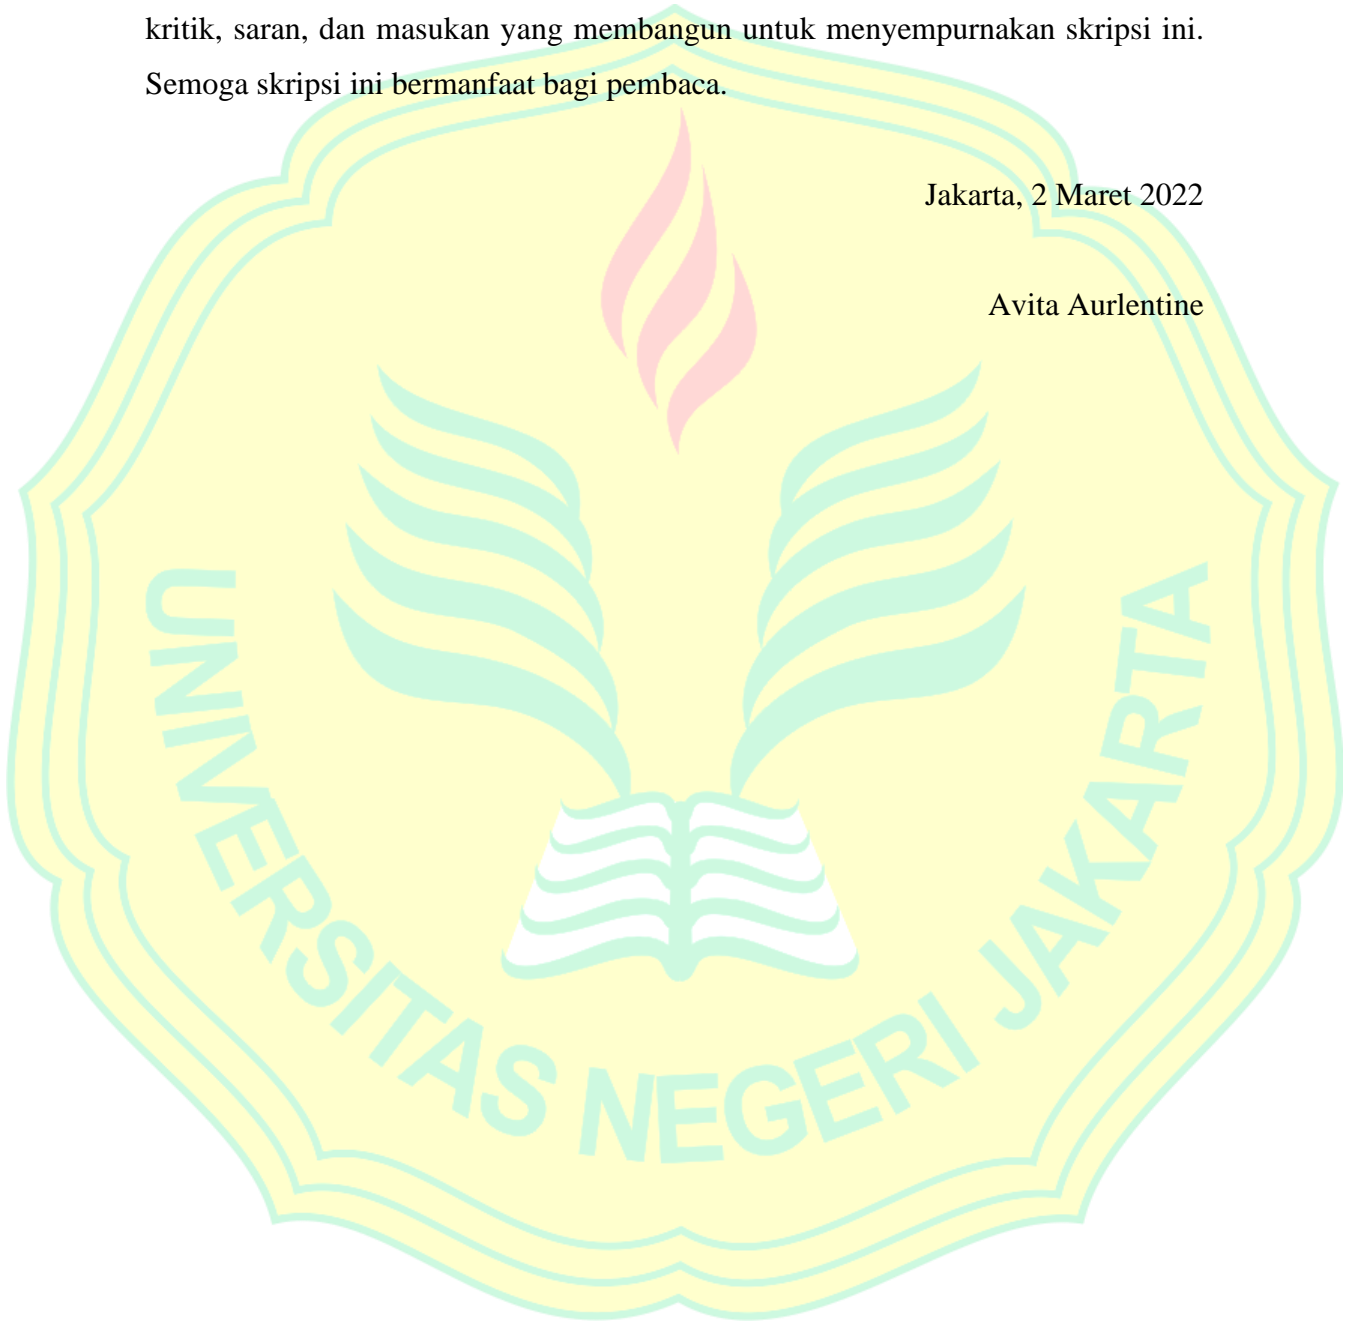 kritik, saran, dan masukan yang membangun untuk menyempurnakan skripsi ini.
Semoga skripsi ini bermanfaat bagi pembaca.
Jakarta, 2 Maret 2022
Avita Aurlentine
UNIVERSITAS NEGERI JAKARTA